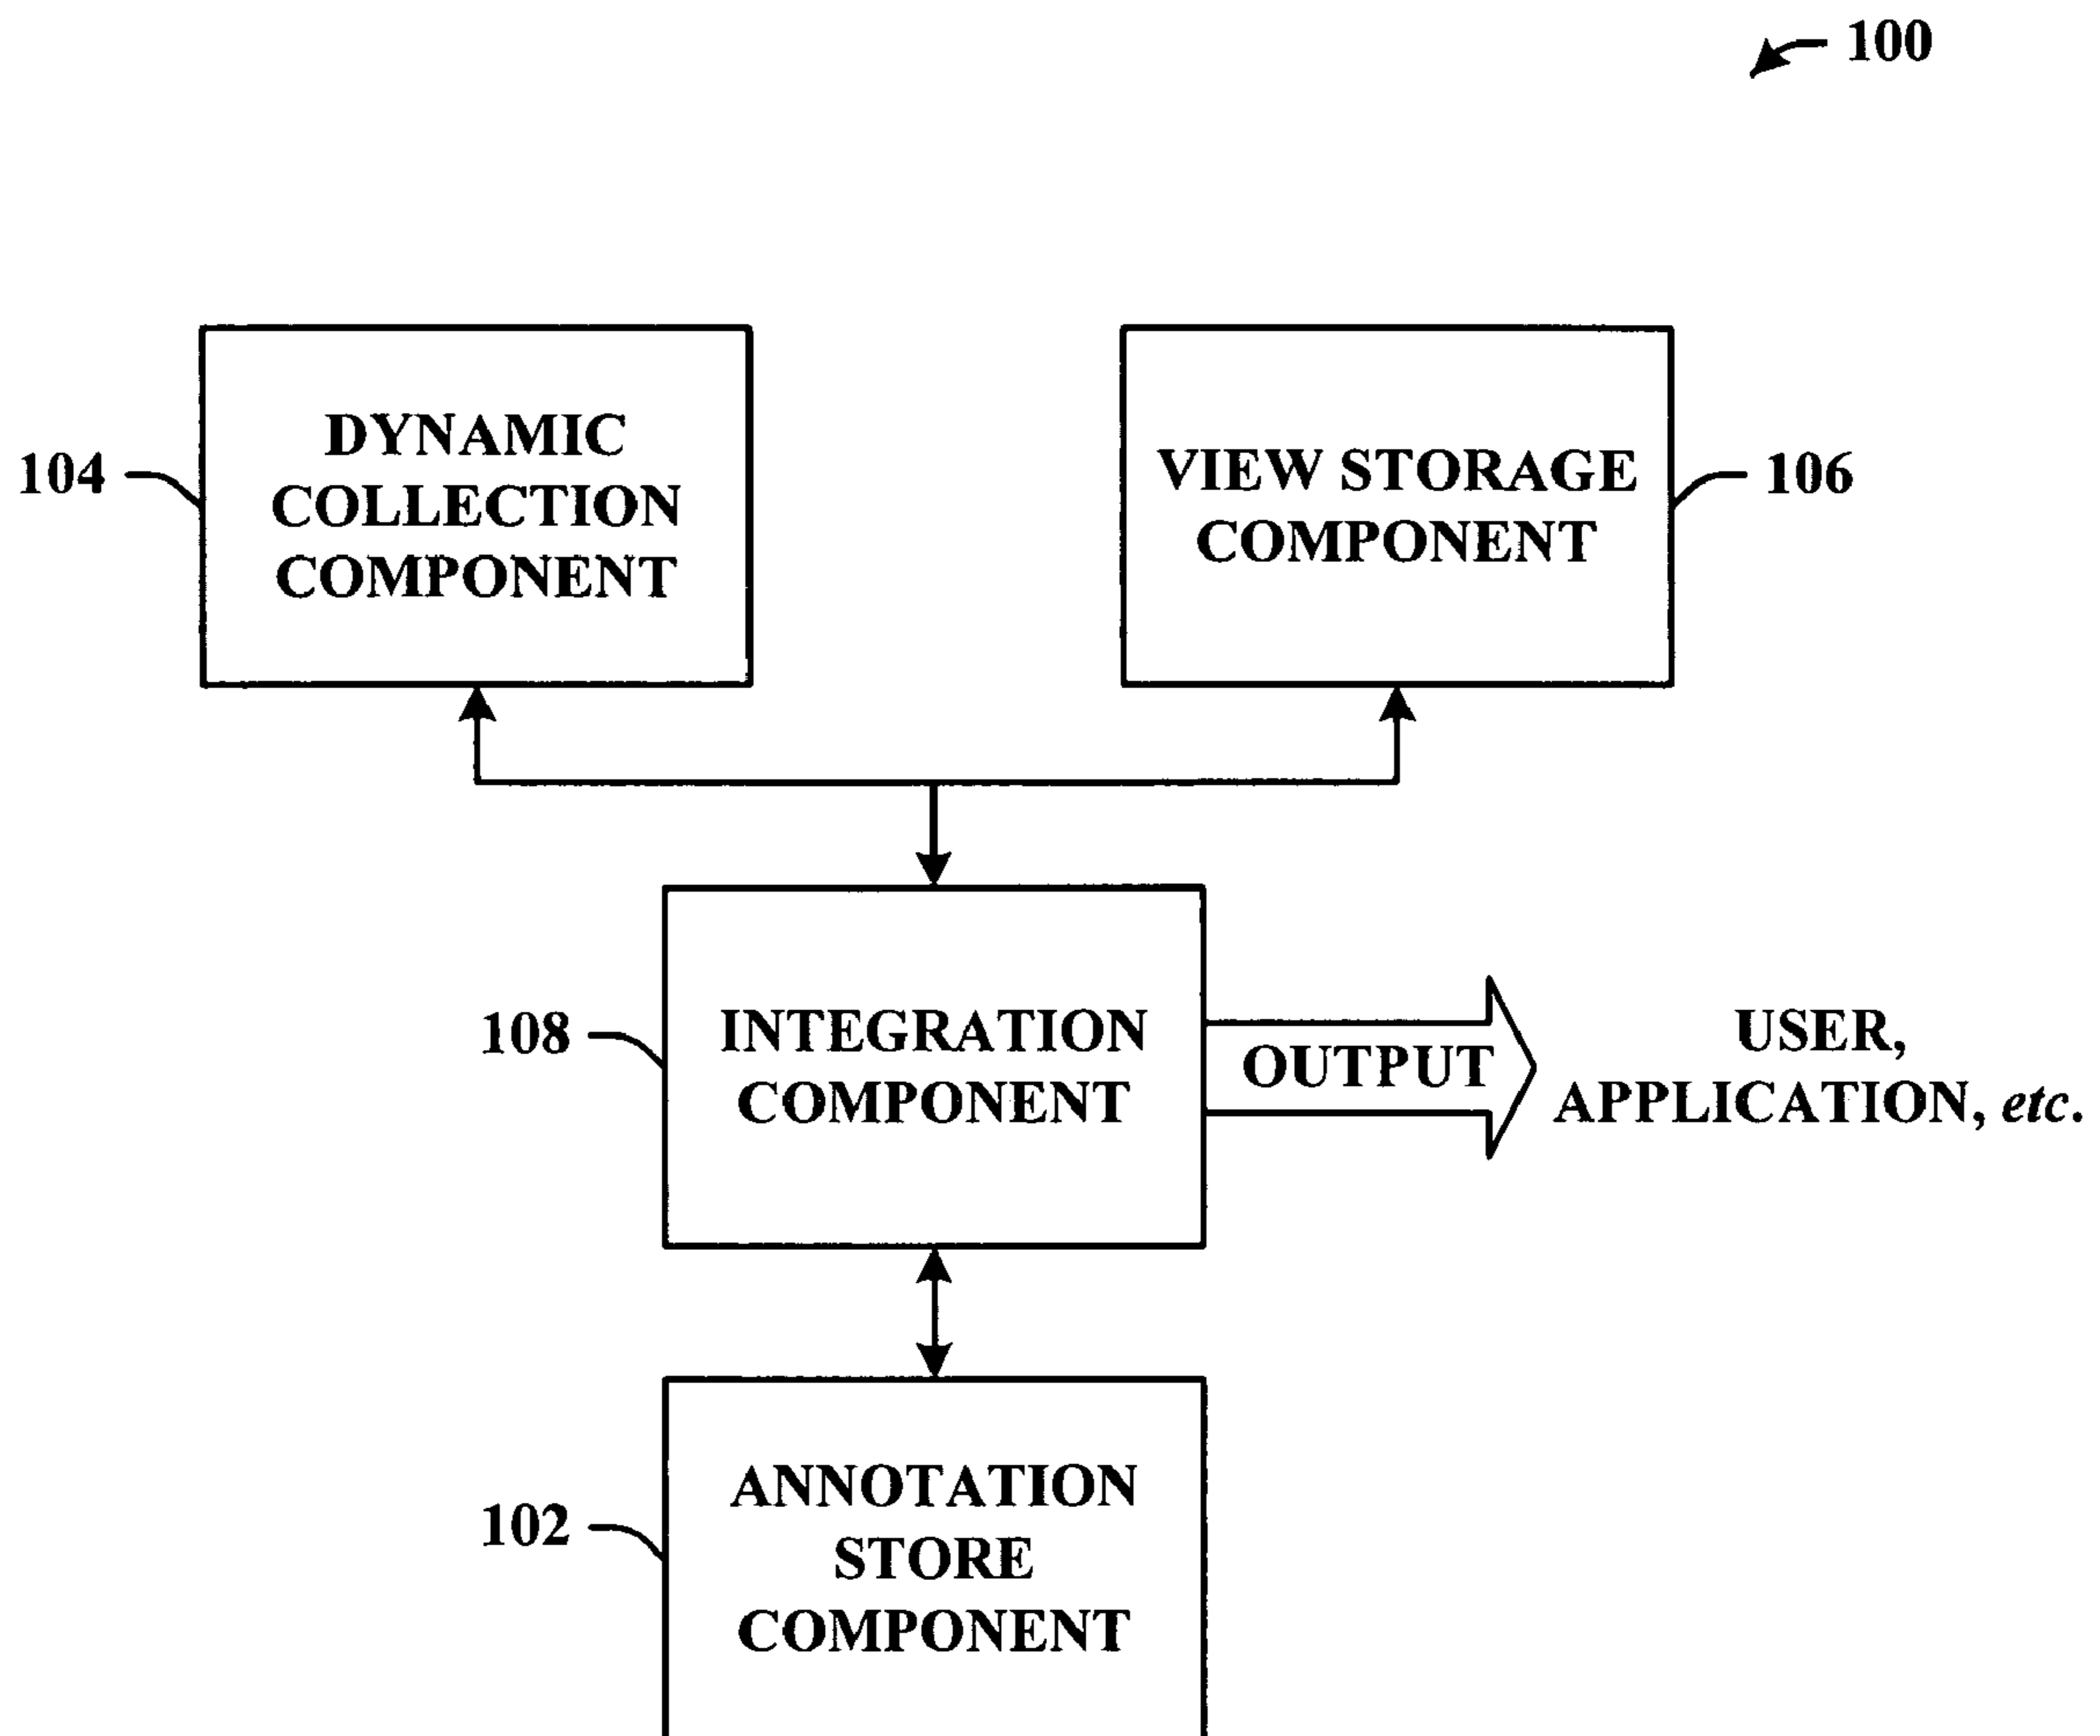 100
DYNAMIC
COLLECTION
COMPONENT
104
VIEW STORAGE
COMPONENT
106
108
INTEGRATION
COMPONENT
OUTPUT
USER,
APPLICATION, etc.
102
ANNOTATION
STORE
COMPONENT